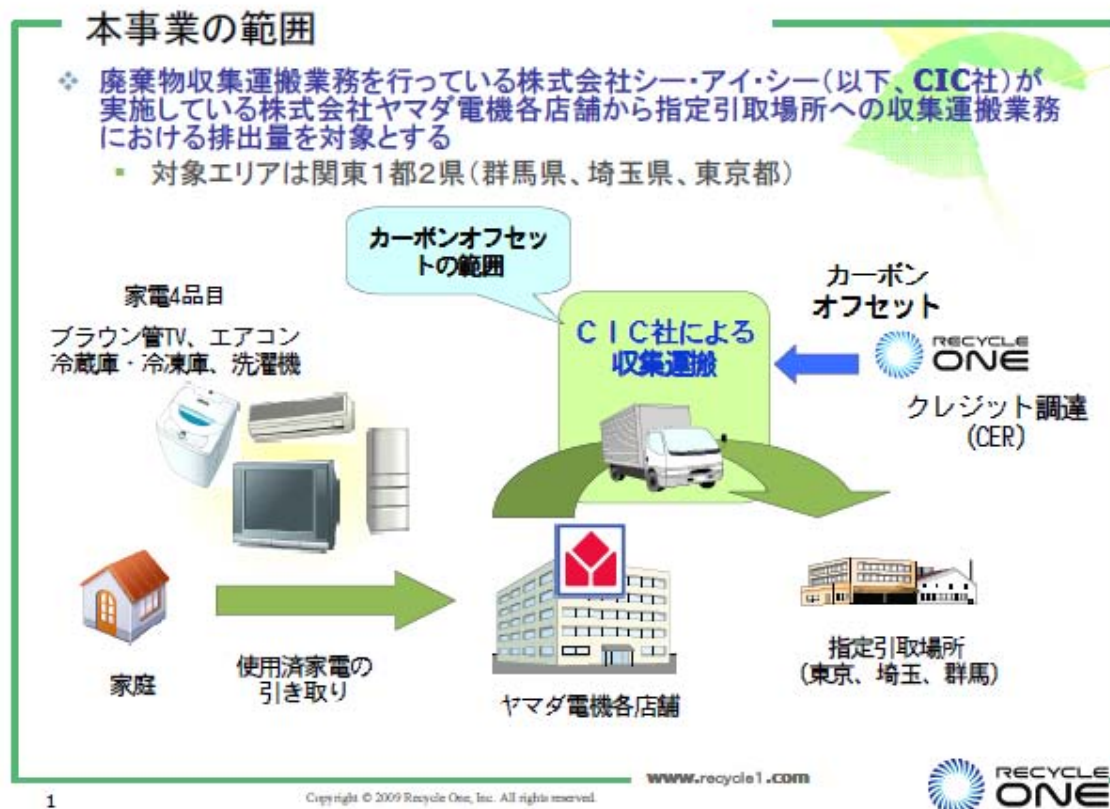 本事業の範囲
廃棄物収集運搬業務を行っている株式会社シー・アイ・シー(以下、CIC社)が
実施している株式会社ヤマダ電機各店舗から指定引取場所への収集運搬業務
における排出量を対象とする
対象エリアは関東1都2県(群馬県、埼玉県、東京都)
カーボンオフセッ
トの範囲
家電4品目
ブラウン管TV、エアコン
冷蔵庫・冷凍庫、洗濯機
CIC社による
収集運搬
カーボン
オフセット
RECYCLE
ONE
クレジット調達
(CER)
家庭
使用済家電の
引き取り
ヤマダ電機各店舗
指定引取場所
(東京、埼玉、群馬)
www.recycle1.com
1
Copyright © 2009 Recycle One, Inc. All rights reserved.
RECYCLE
ONE